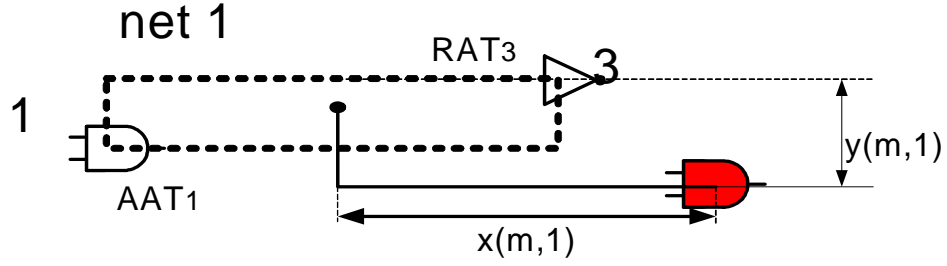 net 1
RAT3
3
1
y(m,1)
AAT1
x(m,1)